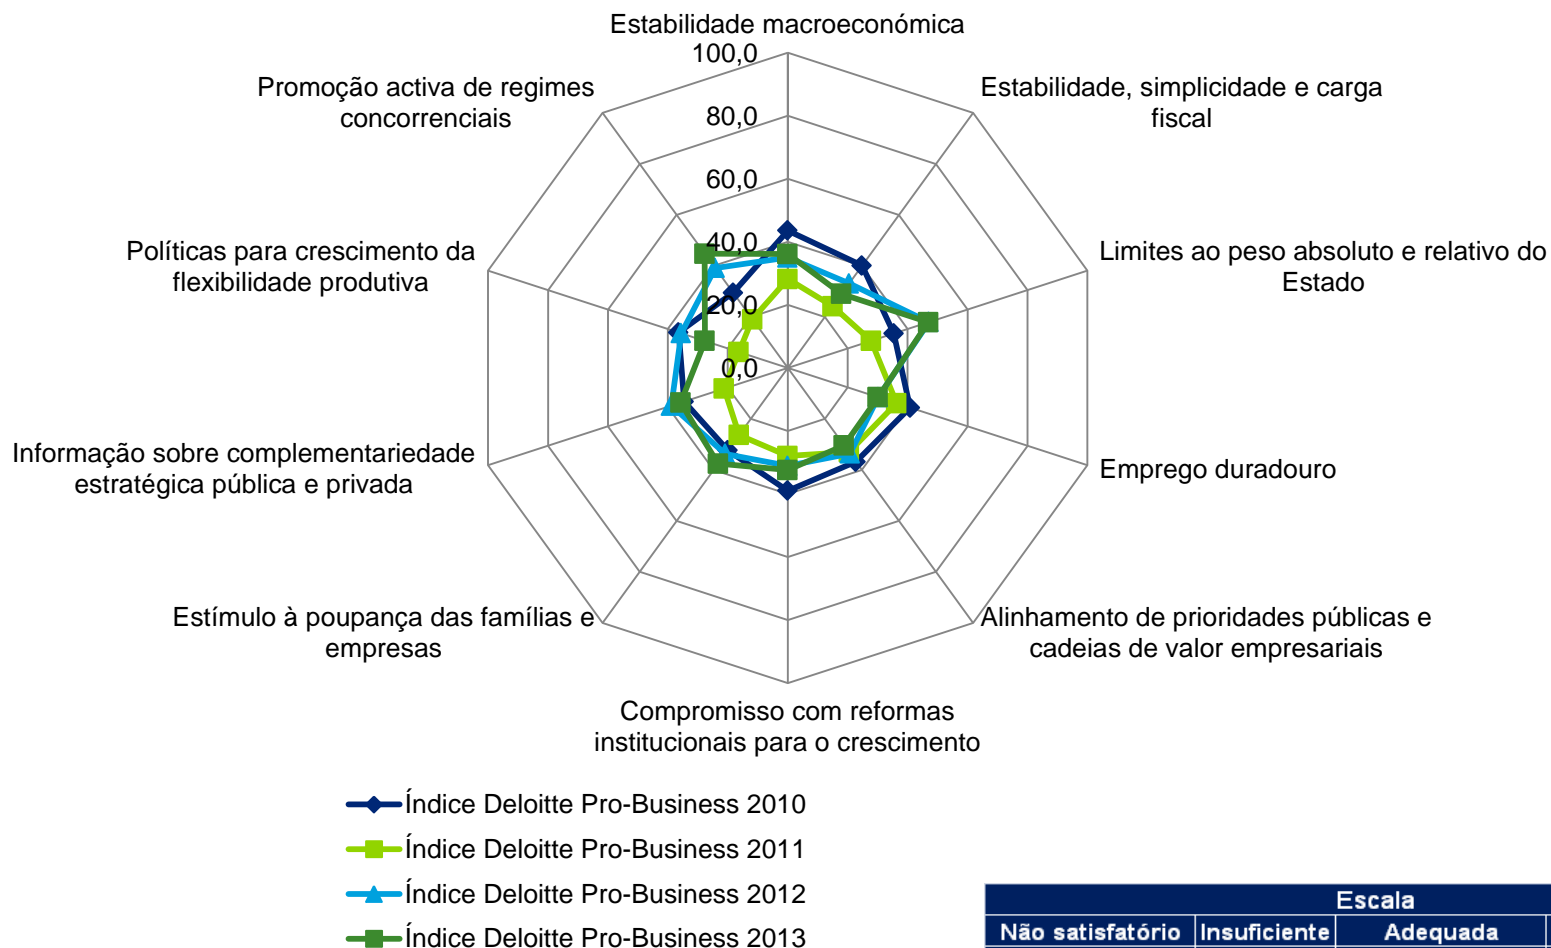 Estabilidade macroeconómica
100,0
80,0
60,0
40,0
20,0
0,0
Estabilidade, simplicidade e carga
fiscal
Limites ao peso absoluto e relativo do
Estado
Emprego duradouro
Alinhamento de prioridades públicas e
cadeias de valor empresariais
Compromisso com reformas
institucionais para o crescimento
Estímulo à poupança das famílias e
empresas
Informação sobre complementariedade
estratégica pública e privada
Políticas para crescimento da
flexibilidade produtiva
Promoção activa de regimes
concorrenciais
Índice Deloitte Pro-Business 2010
Índice Deloitte Pro-Business 2011
Índice Deloitte Pro-Business 2012
Índice Deloitte Pro-Business 2013
Escala
Não satisfatório Insuficiente Adequada